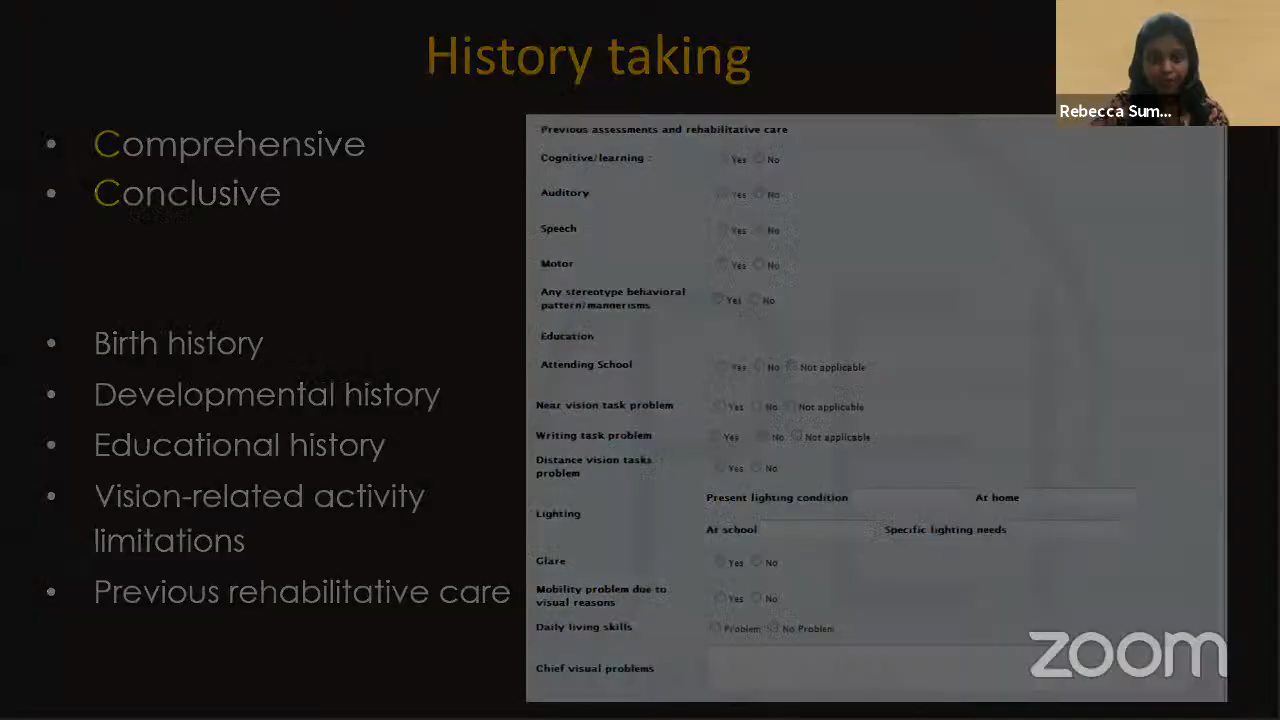 History taking
Rebecca Sum...
• Comprehensive
• Conclusive
• Birth history
• Developmental history
• Educational history
• Vision-related activity
limitations
• Previous rehabilitative care
Previous assessments and rehabilitative care
Cognitive/learning : Yes No
Auditory Yes No
Speech Yes No
Motor Yes No
Any stereotype behavioral
pattern/mannerisms Yes No
Education
Attending School Yes No Not applicable
Near vision task problem Yes No Not applicable
Writing task problem Yes No Not applicable
Distance vision tasks
problem Yes No
Lighting Present lighting condition At home
At school Specific lighting needs
Glare Yes No
Mobility problem due to
visual reasons Yes No
Daily living skills Problem No Problem
Chief visual problems
zoom